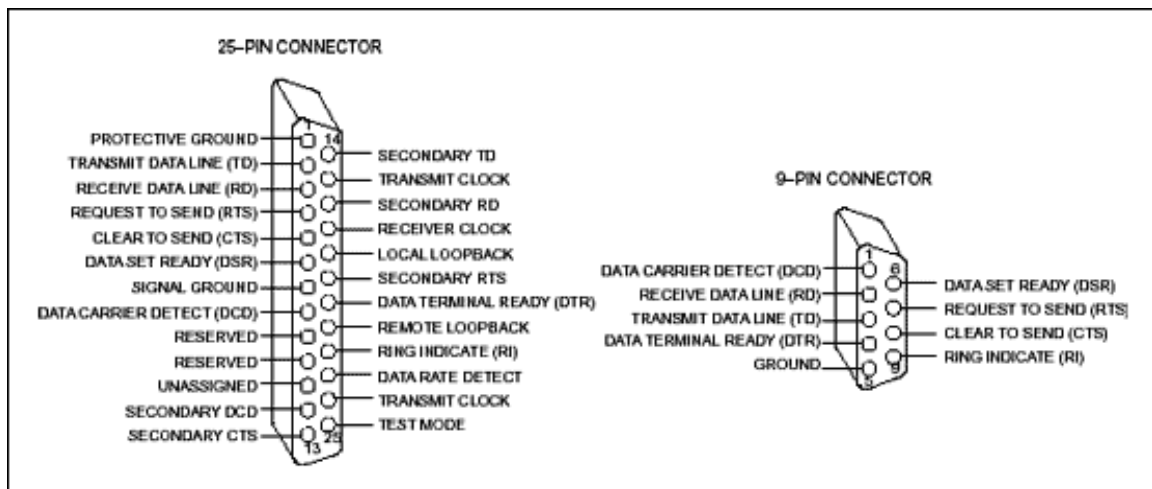 25-PIN CONNECTOR
1
14
PROTECTIVE GROUND
TRANSMIT DATA LINE (TD)
RECEIVE DATA LINE (RD)
REQUEST TO SEND (RTS)
CLEAR TO SEND (CTS)
DATA SET READY (DSR)
SIGNAL GROUND
DATA CARRIER DETECT (DCD)
RESERVED
RESERVED
UNASSIGNED
SECONDARY DCD
SECONDARY CTS
13
25
SECONDARY TD
TRANSMIT CLOCK
SECONDARY RD
RECEIVER CLOCK
LOCAL LOOPBACK
SECONDARY RTS
DATA TERMINAL READY (DTR)
REMOTE LOOPBACK
RING INDICATE (RI)
DATA RATE DETECT
TRANSMIT CLOCK
TEST MODE
9-PIN CONNECTOR
1
6
DATA CARRIER DETECT (DCD)
RECEIVE DATA LINE (RD)
TRANSMIT DATA LINE (TD)
DATA TERMINAL READY (DTR)
GROUND
5
9
DATA SET READY (DSR)
REQUEST TO SEND (RTS)
CLEAR TO SEND (CTS)
RING INDICATE (RI)